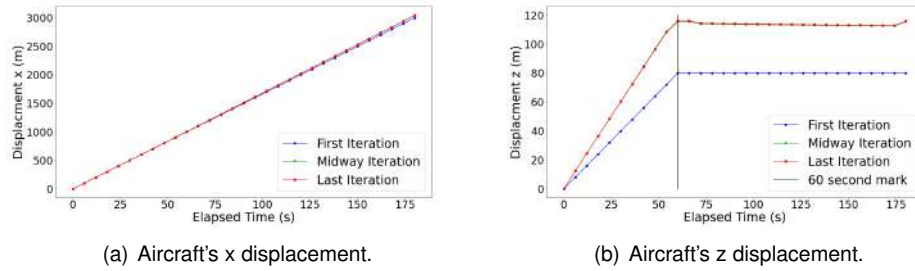 3000
2500
2000
1500
1000
500
0
Displacement x (m)
0 25 50 75 100 125 150 175
Elapsed Time (s)
First Iteration
Midway Iteration
Last Iteration
(a) Aircraft's x displacement.
120
100
80
60
40
20
0
Displacment z (m)
0 25 50 75 100 125 150 175
Elapsed Time (s)
First Iteration
Midway Iteration
Last Iteration
60 second mark
(b) Aircraft's z displacement.